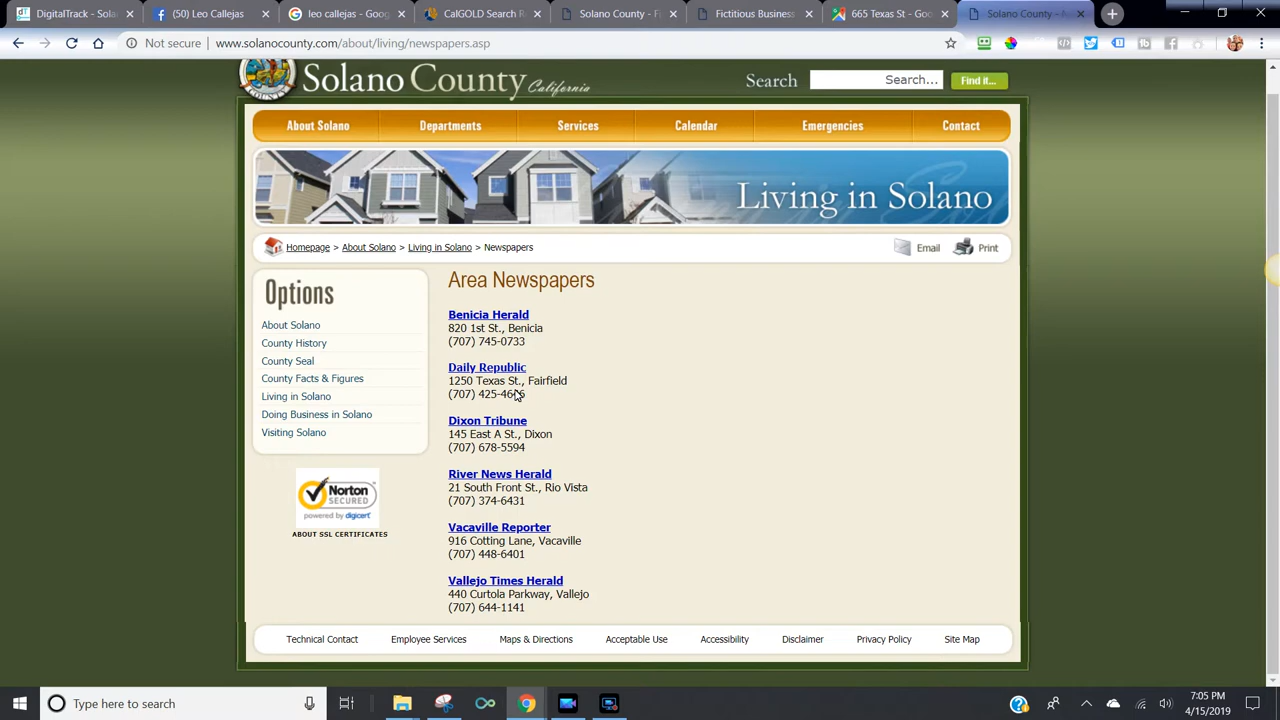 DigitalTrack - Di
(50) Leo Callejas
leo callejas - Go
CalGOLD Search R
Solano County - Fi
Fictitious Business
665 Texas St - Goo
Solano Co
Not secure | www.solanocounty.com/about/living/newspapers.asp
Solano County California
Search
Search...
Find it...
About Solano
Departments
Services
Calendar
Emergencies
Contact
Living in Solano
Homepage > About Solano > Living in Solano > Newspapers
Email
Print
Options
About Solano
County History
County Seal
County Facts & Figures
Living in Solano
Doing Business in Solano
Visiting Solano
Norton
SECURED
powered by digicert
ABOUT SSL CERTIFICATES
Area Newspapers
Benicia Herald
820 1st St., Benicia
(707) 745-0733
Daily Republic
1250 Texas St., Fairfield
(707)
Dixon Tribune
145 East A St., Dixon
(707) 678-5594
River News Herald
21 South Front St., Rio Vista
(707) 374-6431
Vacaville Reporter
916 Cotting Lane, Vacaville
(707) 448-6401
Vallejo Times Herald
440 Curtola Parkway, Vallejo
(707) 644-1141
Technical Contact
Employee Services
Maps & Directions
Acceptable Use
Accessibility
Disclaimer
Privacy Policy
Site Map
Type here to search
7:05 PM
4/15/2019